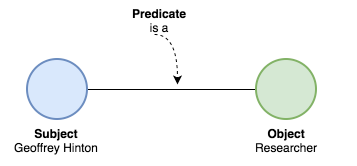 Predicate
is a
Subject
Geoffrey Hinton
Object
Researcher